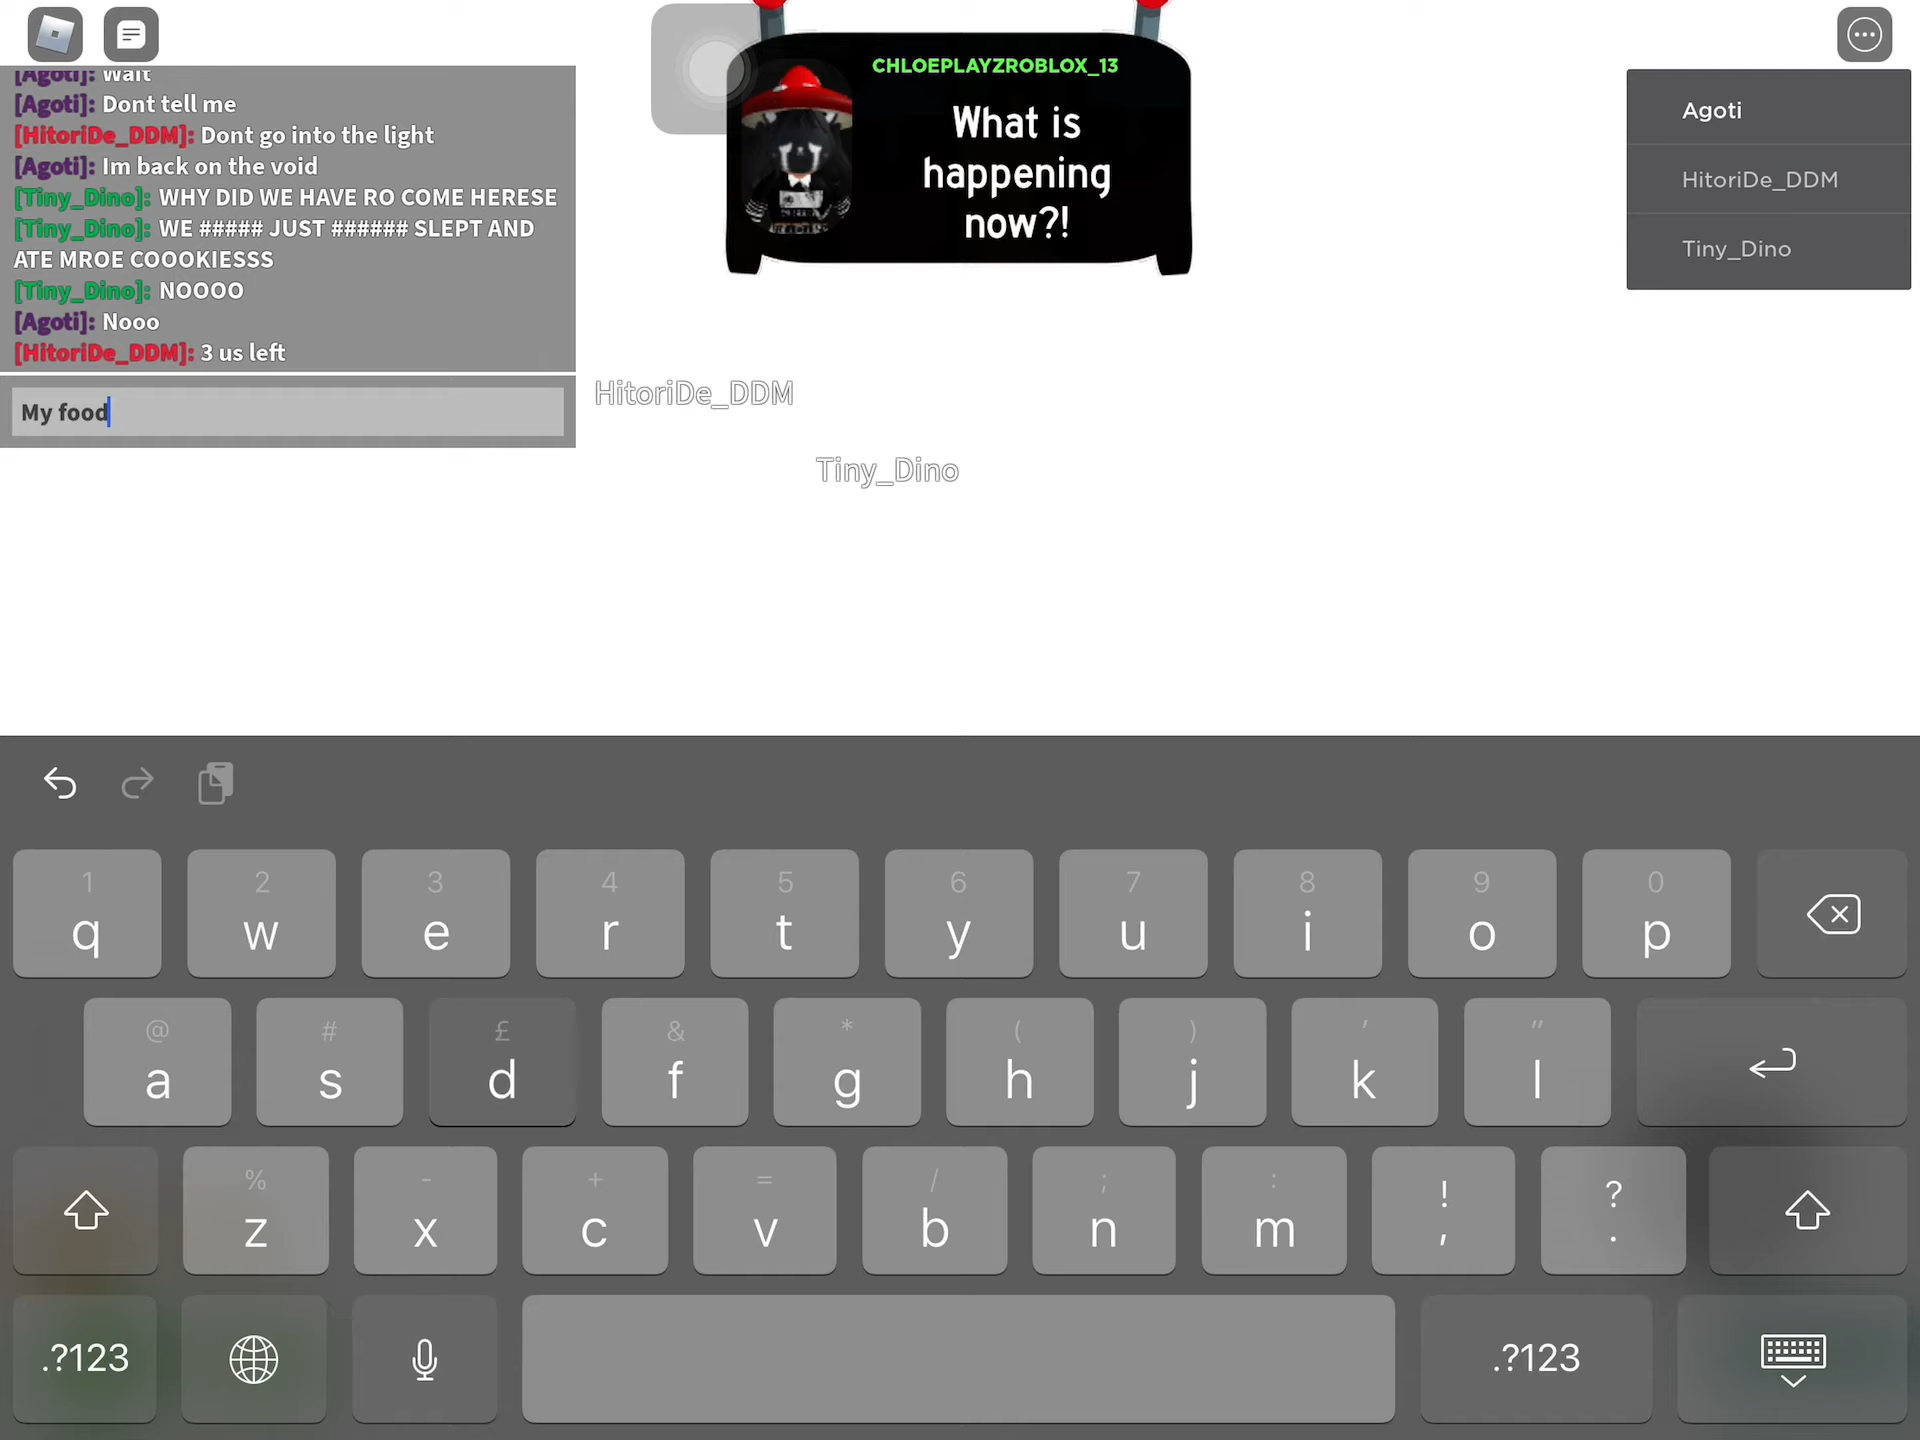 [Agoti]: Wait
[Agoti]: Dont tell me
[HitoriDe_DDM]: Dont go into the light
[Agoti]: Im back on the void
[Tiny_Dino]: WHY DID WE HAVE RO COME HERESE
[Tiny_Dino]: WE ##### JUST ###### SLEPT AND
ATE MROE COOOKIESSS
[Tiny_Dino]: NOOOO
[Agoti]: Nooo
[HitoriDe_DDM]: 3 us left
My food
CHLOEPLAYZROBLOX_13
What is
happening
now?!
Agoti
HitoriDe_DDM
Tiny_Dino
HitoriDe_DDM
Tiny_Dino
1 2 3 4 5 6 7 8 9 0
q w e r t y u i o p
@ # £ & * ( ) ' "
a s d f g h j k l
% - + = / ; : ! ?
z x c v b n m , .
.?123 .?123